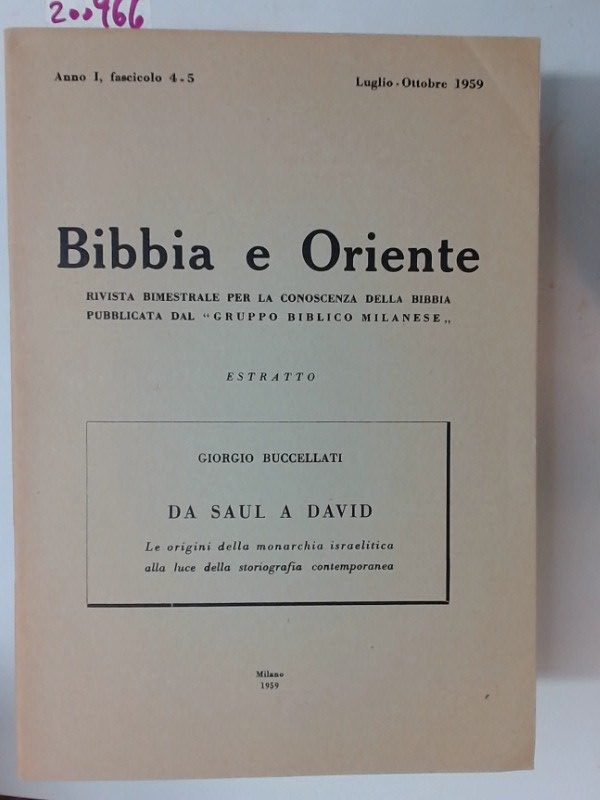 200966
Anno I, fascicolo 4-5
Luglio-Ottobre 1959
Bibbia e Oriente
RIVISTA BIMESTRALE PER LA CONOSCENZA DELLA BIBBIA
PUBBLICATA DAL "GRUPPO BIBLICO MILANESE„
ESTRATTO
GIORGIO BUCCELLATI
DA SAUL A DAVID
Le origini della monarchia israelitica
alla luce della storiografia contemporanea
Milano
1959